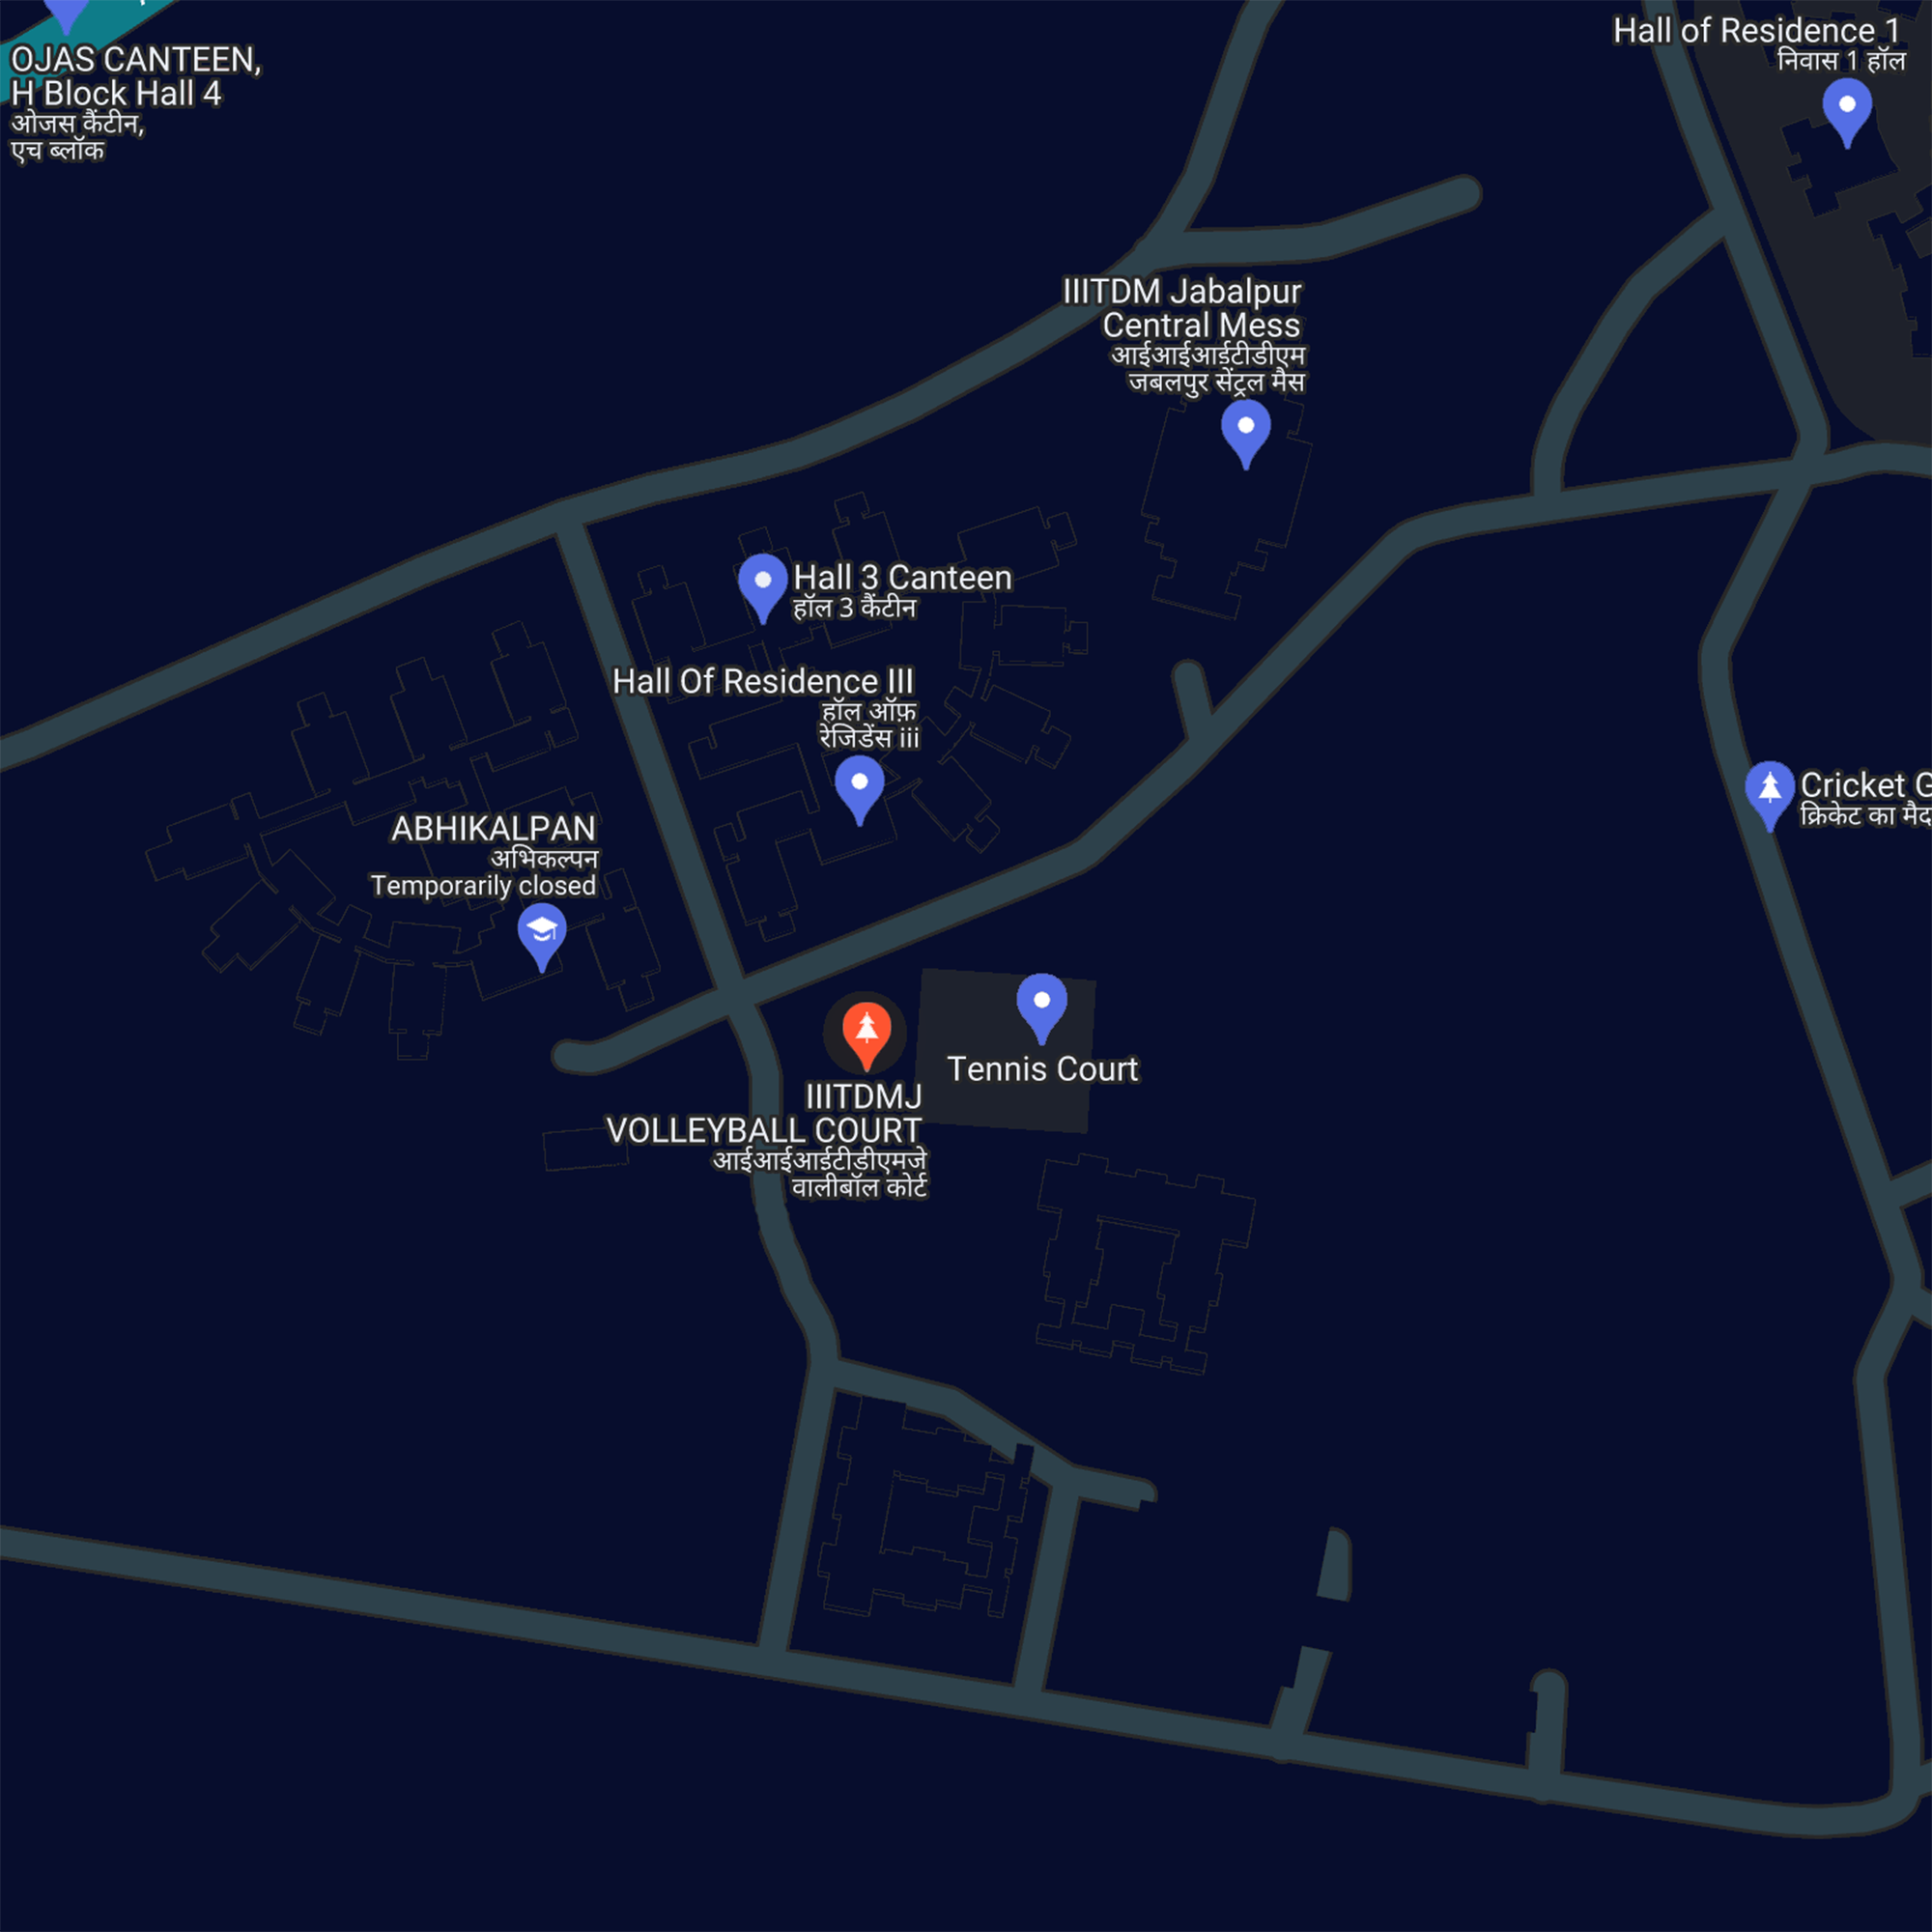 OJAS CANTEEN,
H Block Hall 4
ओजस कैंटीन,
एच ब्लॉक
Hall of Residence 1
निवास 1 हॉल
IIITDM Jabalpur
Central Mess
आईआईआईटीडीएम
जबलपुर सेंट्रल मैस
Hall 3 Canteen
हॉल 3 कैंटीन
Hall Of Residence III
हॉल ऑफ़
रेजिडेंस iii
Cricket G
क्रिकेट का मैद
ABHIKALPAN
अभिकल्पन
Temporarily closed
Tennis Court
IIITDMJ
VOLLEYBALL COURT
आईआईआईटीडीएमजे
वालीबॉल कोर्ट